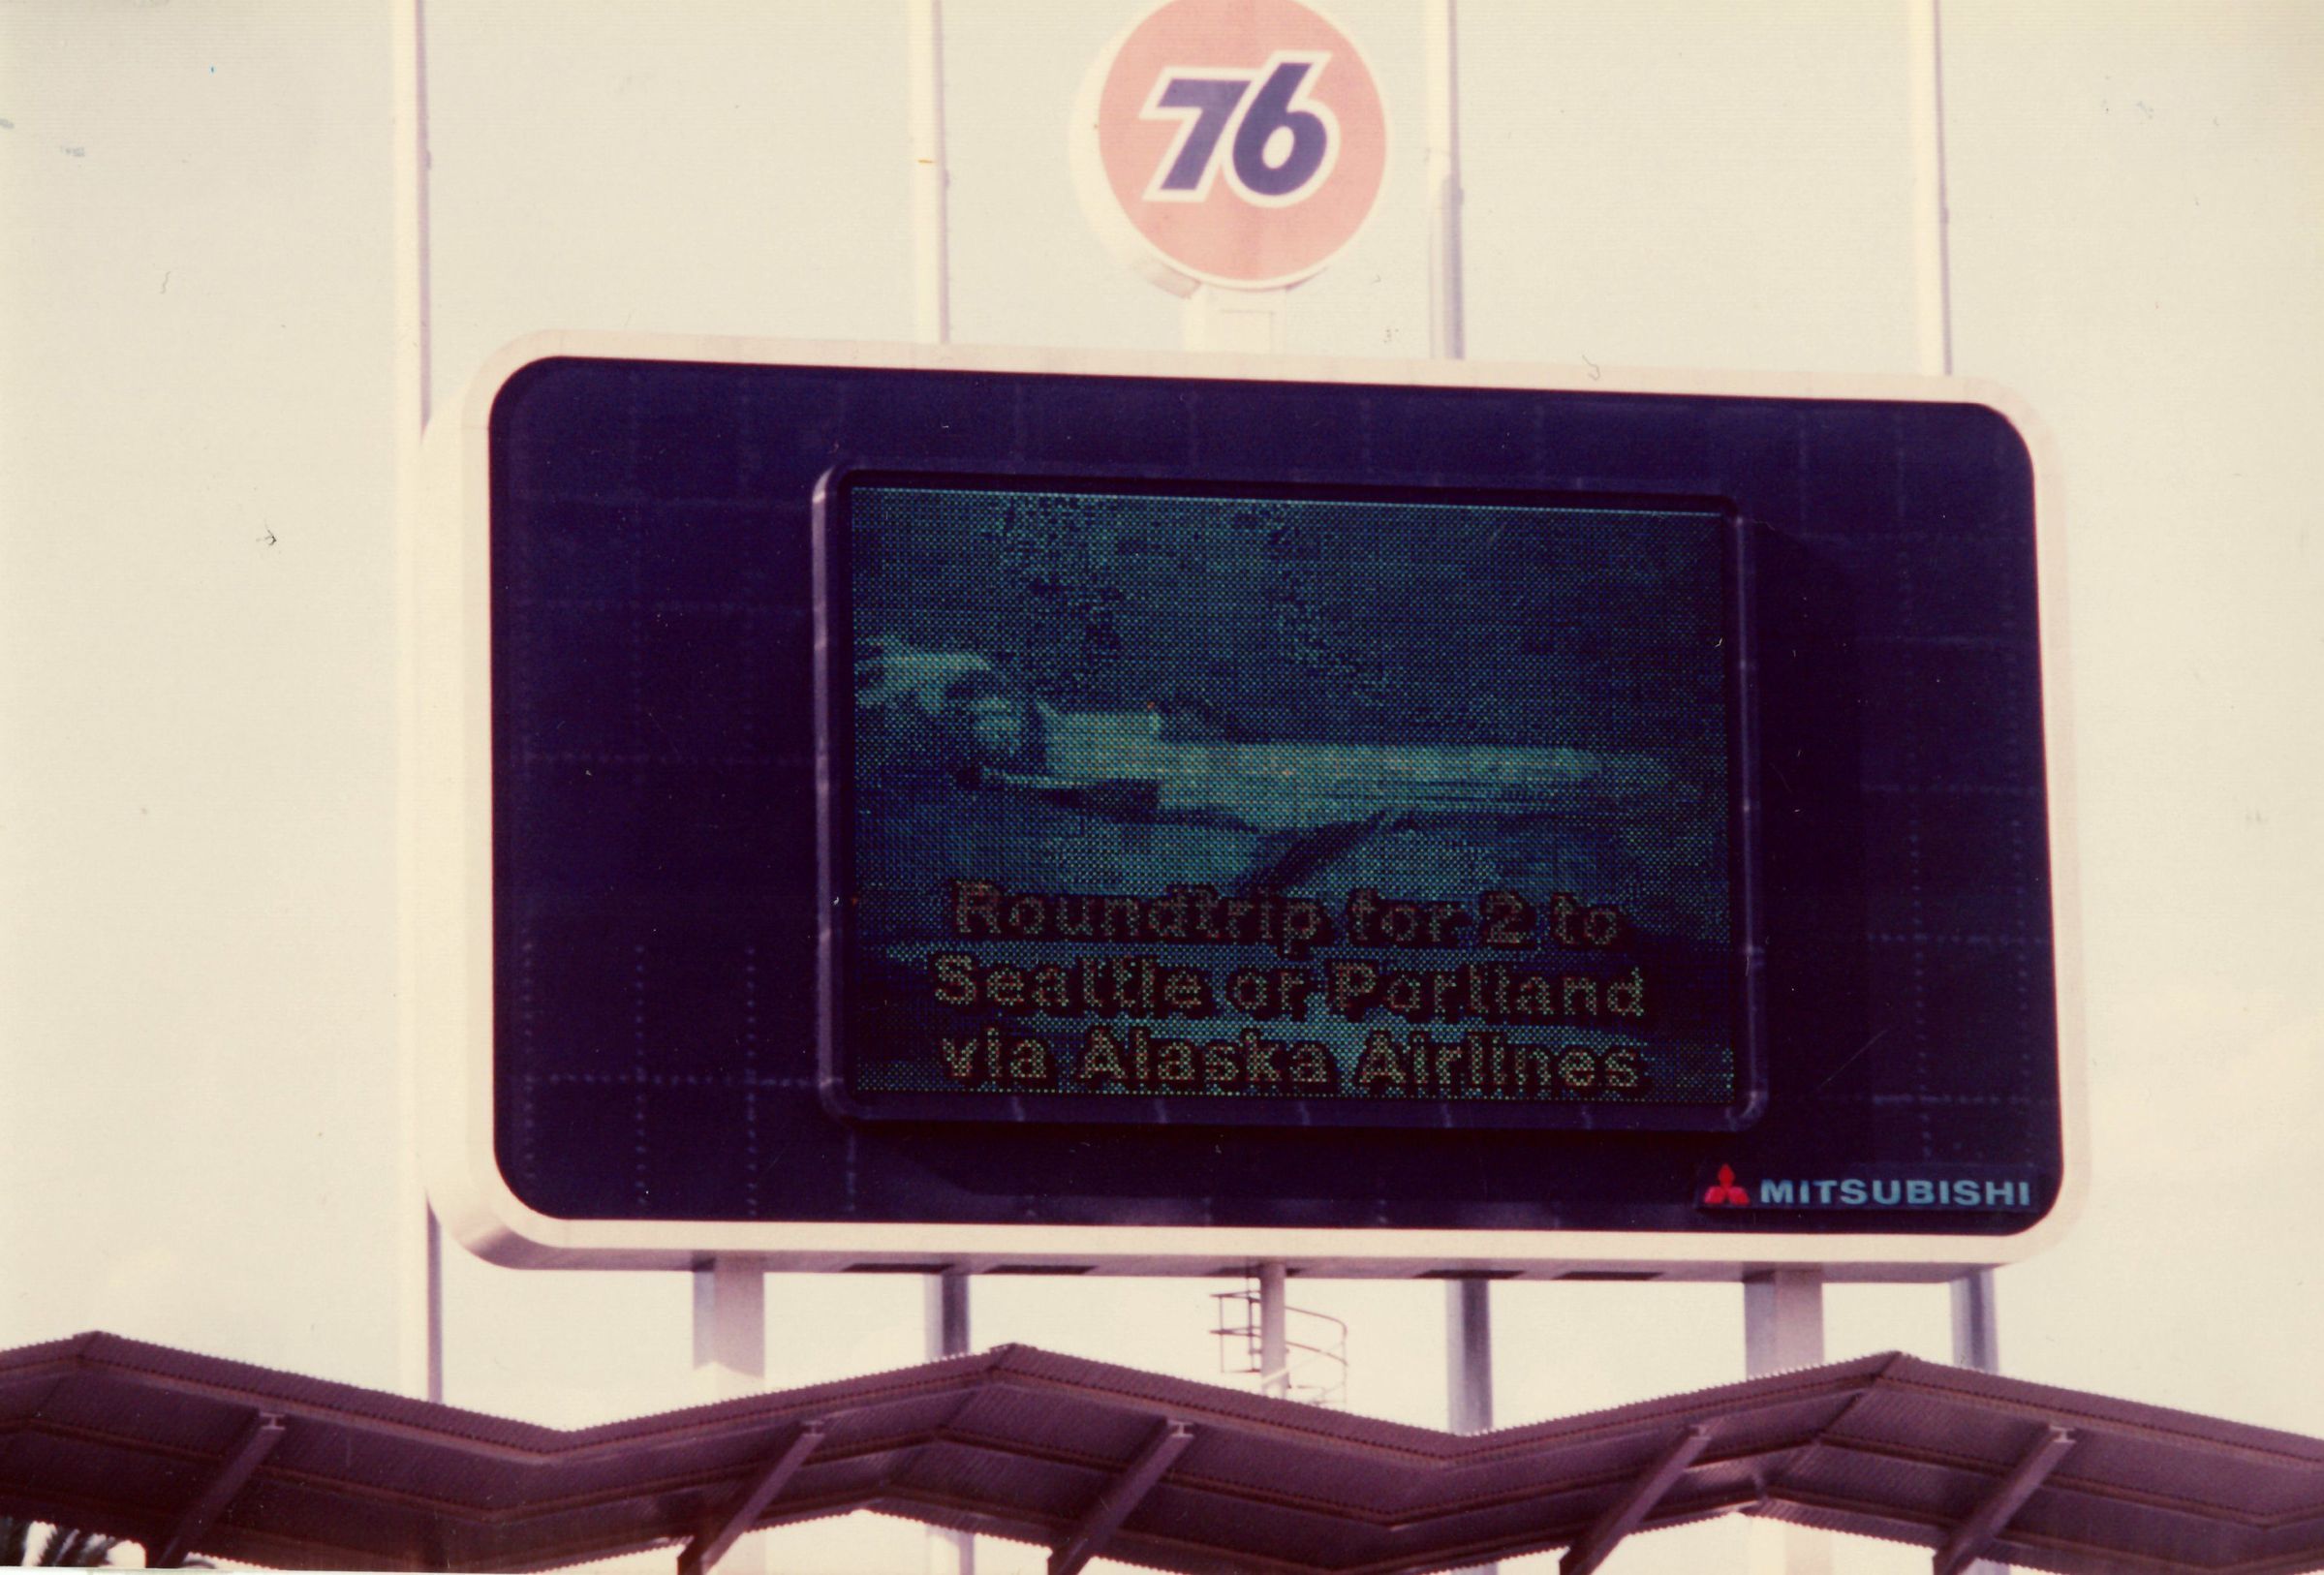 76
Roundtrip for 2 to
Seattle or Portland
via Alaska Airlines
MITSUBISHI